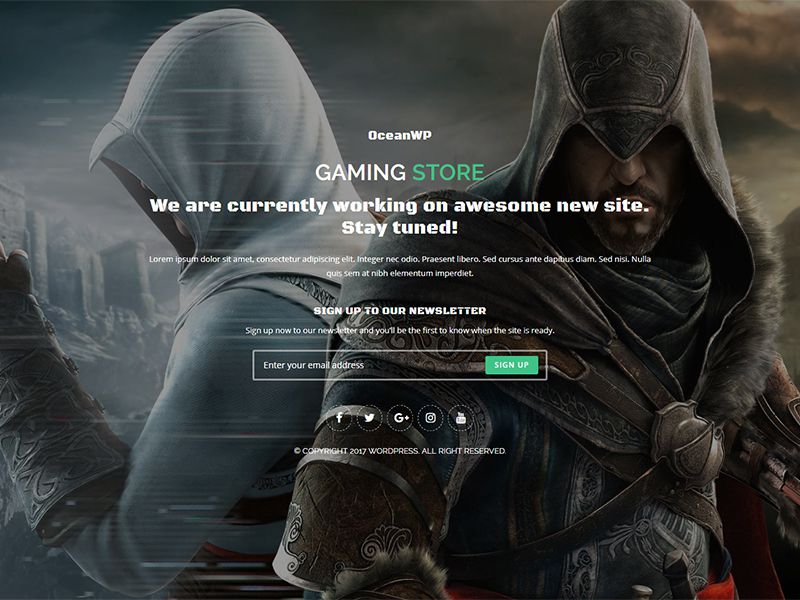 OceanWP
GAMING STORE
We are currently working on awesome new site.
Stay tuned!
Lorem ipsum dolor sit amet, consectetur adipiscing elit. Integer nec odio. Praesent libero. Sed cursus ante dapibus diam. Sed nisi. Nulla
quis sem at nibh elementum imperdiet.
SIGN UP TO OUR NEWSLETTER
Sign up now to our newsletter and you'll be the first to know when the site is ready.
Enter your email address SIGN UP
© COPYRIGHT 2017 WORDPRESS. ALL RIGHT RESERVED.